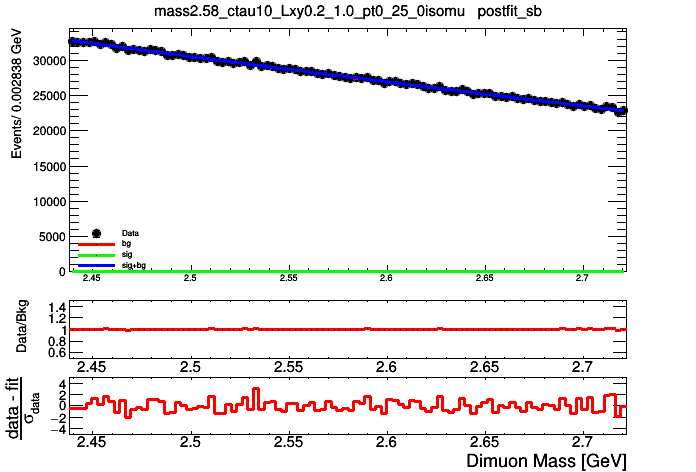 mass2.58_ctau10_Lxy0.2_1.0_pt0_25_0isomu postfit_sb
Events/ 0.002838 GeV
30000
25000
20000
15000
10000
5000
0
Data
bg
sig
sig+bg
2.45 2.5 2.55 2.6 2.65 2.7
Data/Bkg
1.4
1.2
1
0.8
0.6
2.45 2.5 2.55 2.6 2.65 2.7
data - fit
σdata
4
2
0
−2
−4
2.45 2.5 2.55 2.6 2.65 2.7
Dimuon Mass [GeV]